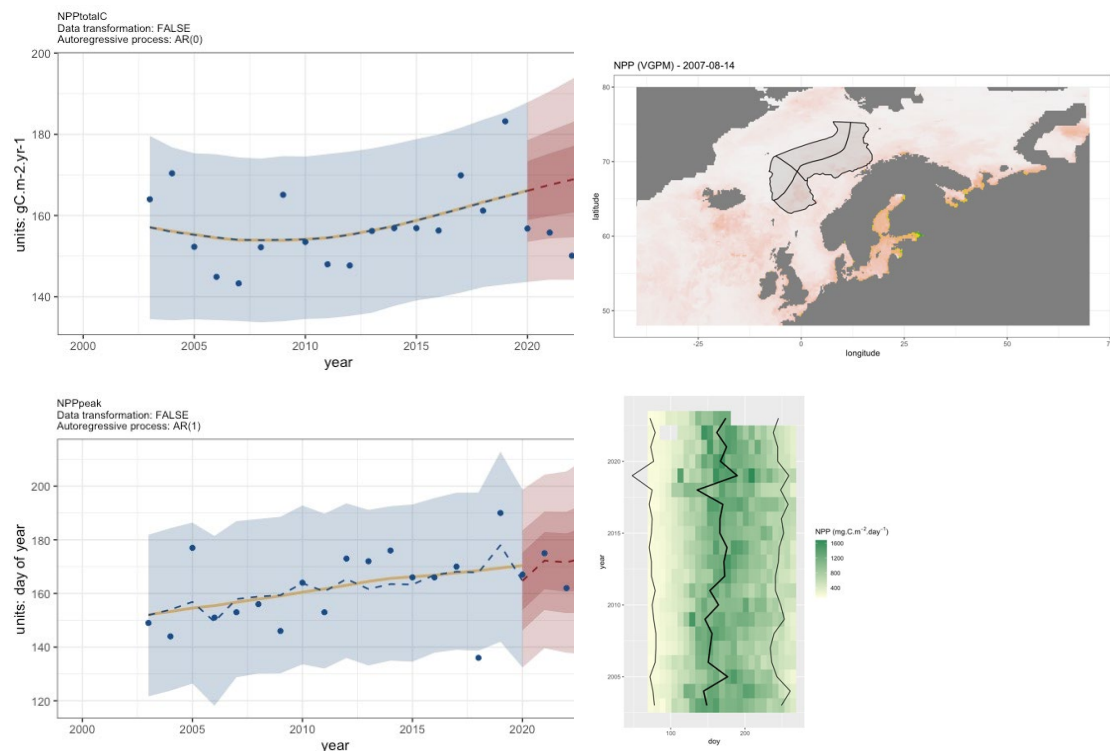 NPPtotalC
Data transformation: FALSE
Autoregressive process: AR(0)
200
180
160
140
units: gC.m-2.yr-1
2000
2005
2010
2015
2020
year
NPP (VGPM) - 2007-08-14
80
70
60
50
latitude
-25
0
25
50
longitude
NPPpeak
Data transformation: FALSE
Autoregressive process: AR(1)
200
180
160
140
120
units: day of year
2000
2005
2010
2015
2020
year
2020
2015
2010
2005
year
100
200
doy
NPP (mg.C.m⁻².day⁻¹)
1600
1200
800
400